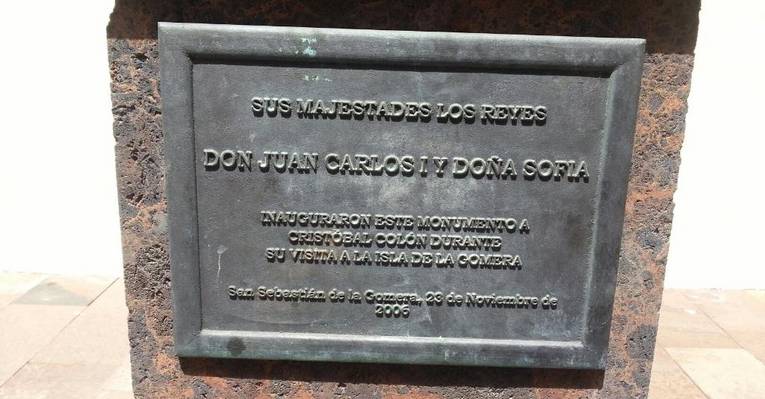 SUS MAJESTADES LOS REYES
DON JUAN CARLOS I Y DOÑA SOFIA
INAUGURARON ESTE MONUMENTO A
CRISTÓBAL COLÓN DURANTE
SU VISITA A LA ISLA DE LA GOMERA
San Sebastián de la Gomera, 23 de Noviembre de
2006